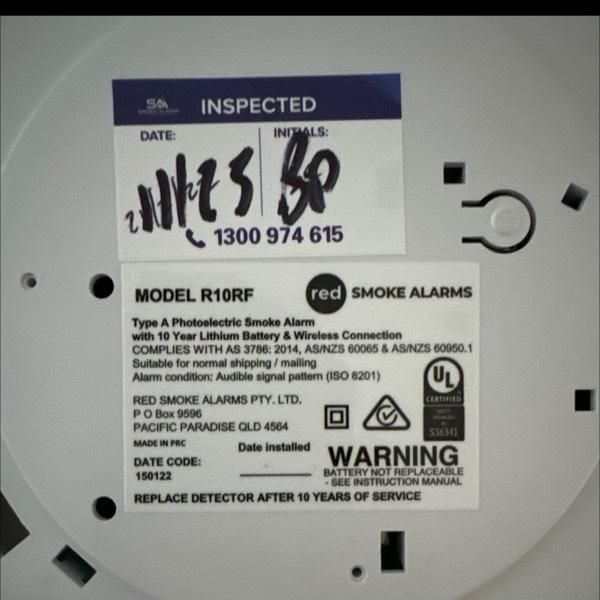 SA
INSPECTED
DATE:
INITIALS:
BP
1300 974 615
MODEL R10RF
red SMOKE ALARMS
Type A Photoelectric Smoke Alarm
with 10 Year Lithium Battery & Wireless Connection
COMPLIES WITH AS 3786: 2014, AS/NZS 60065 & AS/NZS 60950.1
Suitable for normal shipping / mailing
Alarm condition: Audible signal pattern (ISO 8201)
UL
CERTIFIED
S36341
RED SMOKE ALARMS PTY. LTD.
P O Box 9596
PACIFIC PARADISE QLD 4564
MADE IN PRC
Date installed
DATE CODE:
150122
WARNING
BATTERY NOT REPLACEABLE
- SEE INSTRUCTION MANUAL
REPLACE DETECTOR AFTER 10 YEARS OF SERVICE